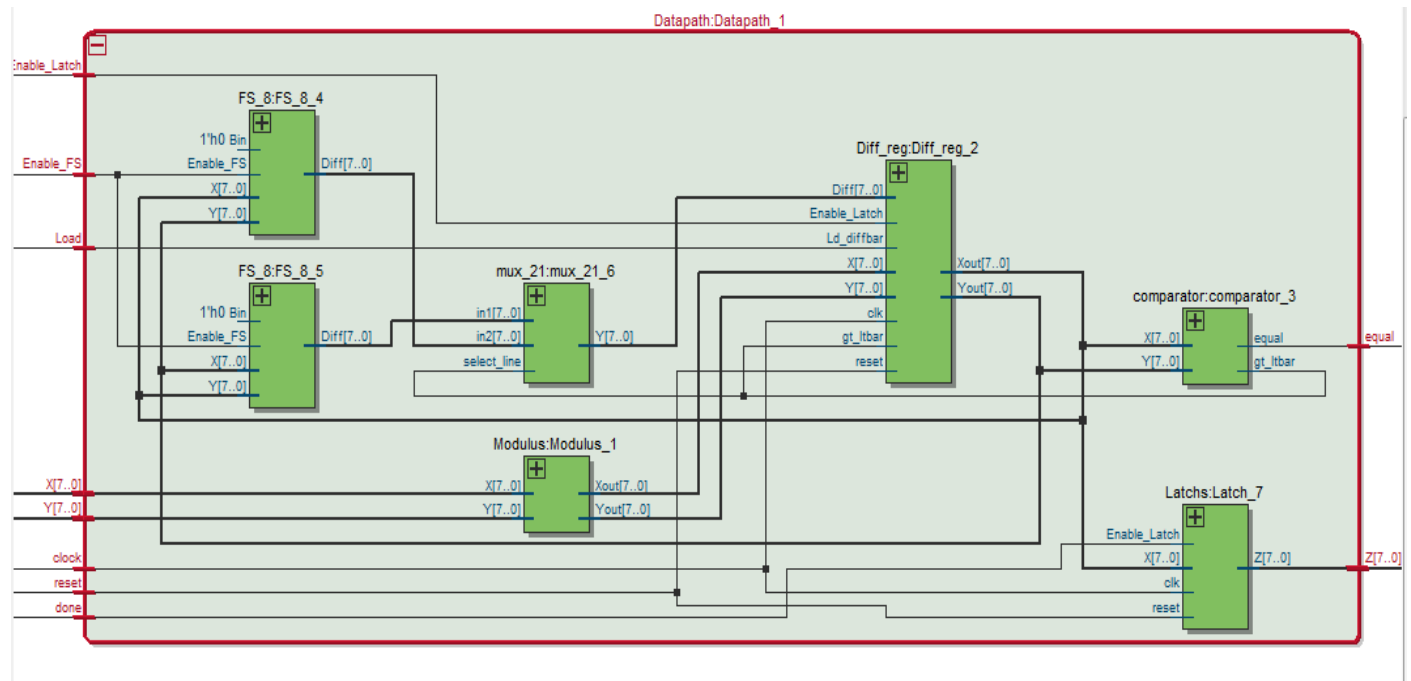 Datapath:Datapath_1
Enable_Latch
Enable_FS
Load
X[7..0]
Y[7..0]
clock
reset
done
FS_8:FS_8_4
1'h0 Bin
Enable_FS
X[7..0]
Y[7..0]
Diff[7..0]
FS_8:FS_8_5
1'h0 Bin
Enable_FS
X[7..0]
Y[7..0]
Diff[7..0]
mux_21:mux_21_6
in1[7..0]
in2[7..0]
select_line
Y[7..0]
Modulus:Modulus_1
X[7..0]
Y[7..0]
Xout[7..0]
Yout[7..0]
Diff_reg:Diff_reg_2
Diff[7..0]
Enable_Latch
Ld_diffbar
X[7..0]
Y[7..0]
clk
gt_ltbar
reset
Xout[7..0]
Yout[7..0]
comparator:comparator_3
X[7..0]
Y[7..0]
equal
gt_ltbar
Latchs:Latch_7
Enable_Latch
X[7..0]
clk
reset
Z[7..0]
equal
Z[7..0]